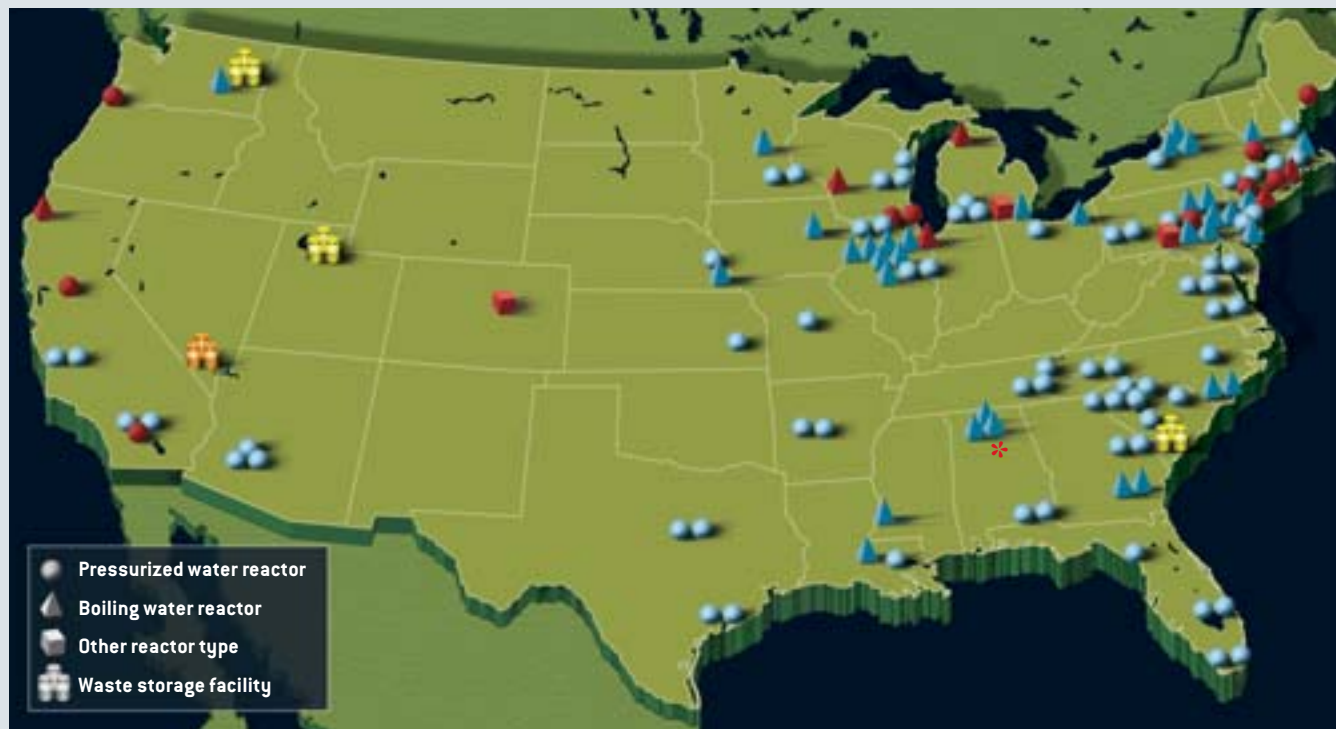 *
Pressurized water reactor
Boiling water reactor
Other reactor type
Waste storage facility